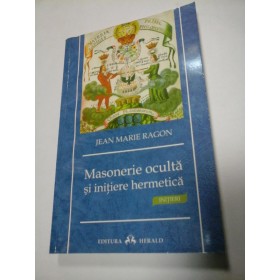 JEAN MARIE RAGON
Masonerie ocultă
și inițiere hermetică
EDITURA HERALD